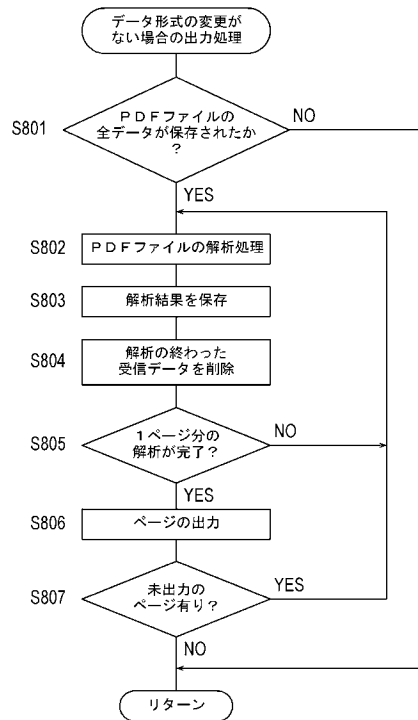 データ形式の変更が
ない場合の出力処理
S801
ＰＤＦファイルの
全データが保存されたか
？
NO
YES
S802
ＰＤＦファイルの解析処理
S803
解析結果を保存
S804
解析の終わった
受信データを削除
S805
１ページ分の
解析が完了？
NO
YES
S806
ページの出力
S807
未出力の
ページ有り？
YES
NO
リターン